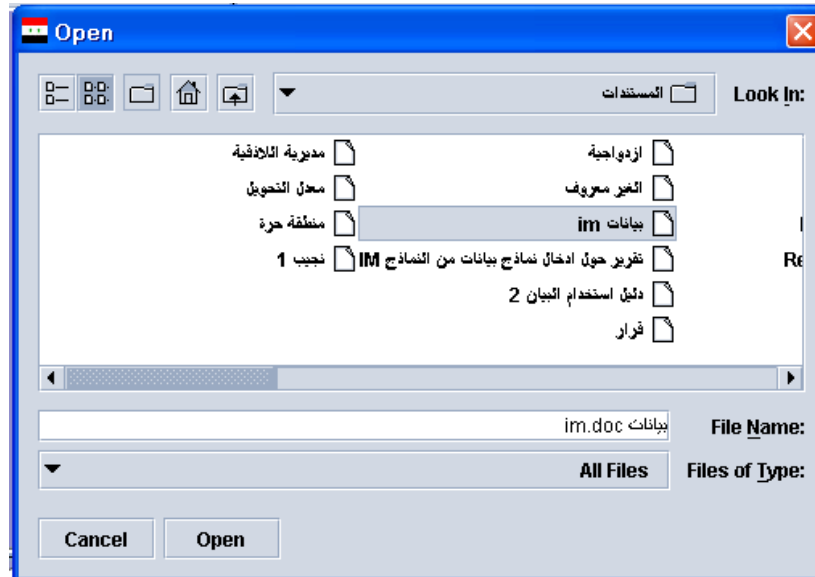 Open
Look In: المستندات
ازدواجية
الغير معروف
بيانات im
تقرير حول ادخال نماذج بيانات من النماذج IM
دليل استخدام البيان 2
قرار
مديرية اللاذقية
معدل التحويل
منطقة حرة
نجيب 1
Re
File Name: بيانات im.doc
Files of Type: All Files
Open
Cancel